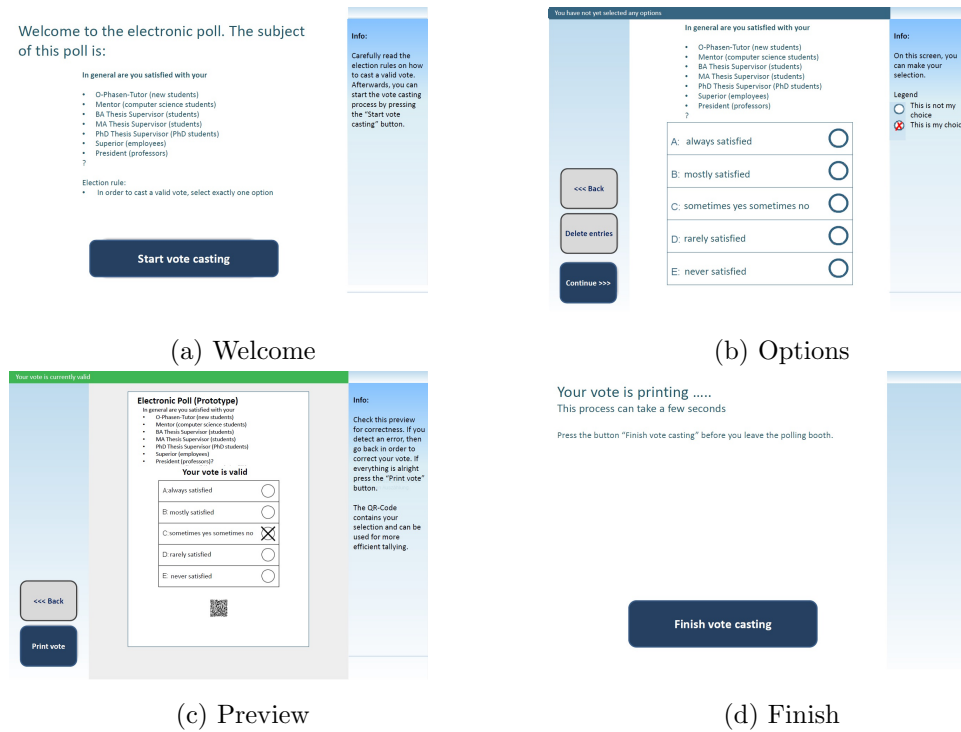 Welcome to the electronic poll. The subject
of this poll is:
In general are you satisfied with your
• O-Phasen-Tutor (new students)
• Mentor (computer science students)
• BA Thesis Supervisor (students)
• MA Thesis Supervisor (students)
• PhD Thesis Supervisor (PhD students)
• Superior (employees)
• President (professors)
?
Election rule:
• In order to cast a valid vote, select exactly one option
Start vote casting
Info:
Carefully read the
election rules on how
to cast a valid vote.
Afterwards, you can
start the vote casting
process by pressing
the "Start vote
casting" button.
(a) Welcome
You have not yet selected any options
In general are you satisfied with your
• O-Phasen-Tutor (new students)
• Mentor (computer science students)
• BA Thesis Supervisor (students)
• MA Thesis Supervisor (students)
• PhD Thesis Supervisor (PhD students)
• Superior (employees)
• President (professors)
?
A: always satisfied
B: mostly satisfied
C: sometimes yes sometimes no
D: rarely satisfied
E: never satisfied
<<< Back
Delete entries
Continue >>>
Info:
On this screen, you
can make your
selection.
Legend
This is not my
choice
This is my choic
(b) Options
Your vote is currently valid
Electronic Poll (Prototype)
In general are you satisfied with your
• O-Phasen-Tutor (new students)
• Mentor (computer science students)
• BA Thesis Supervisor (students)
• MA Thesis Supervisor (students)
• PhD Thesis Supervisor (PhD students)
• Superior (employees)
• President (professors)?
Your vote is valid
A:always satisfied
B: mostly satisfied
C:sometimes yes sometimes no
D: rarely satisfied
E: never satisfied
<<< Back
Print vote
Info:
Check this preview
for correctness. If you
detect an error, then
go back in order to
correct your vote. If
everything is alright
press the "Print vote"
button.
The QR-Code
contains your
selection and can be
used for more
efficient tallying.
(c) Preview
Your vote is printing .....
This process can take a few seconds
Press the button "Finish vote casting" before you leave the polling booth.
Finish vote casting
(d) Finish